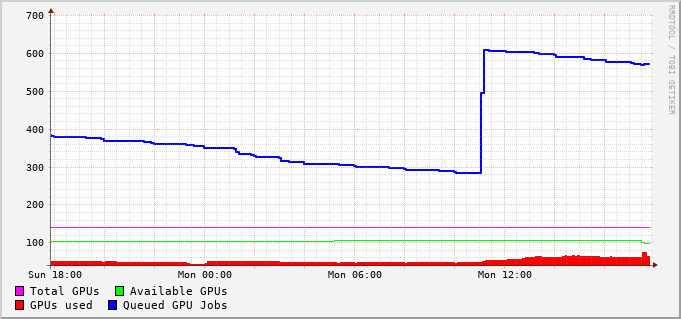 700
600
500
400
300
200
100
Sun 18:00 Mon 00:00 Mon 06:00 Mon 12:00
Total GPUs Available GPUs
GPUs used Queued GPU Jobs
RRDTOOL / TOBI OETIKER